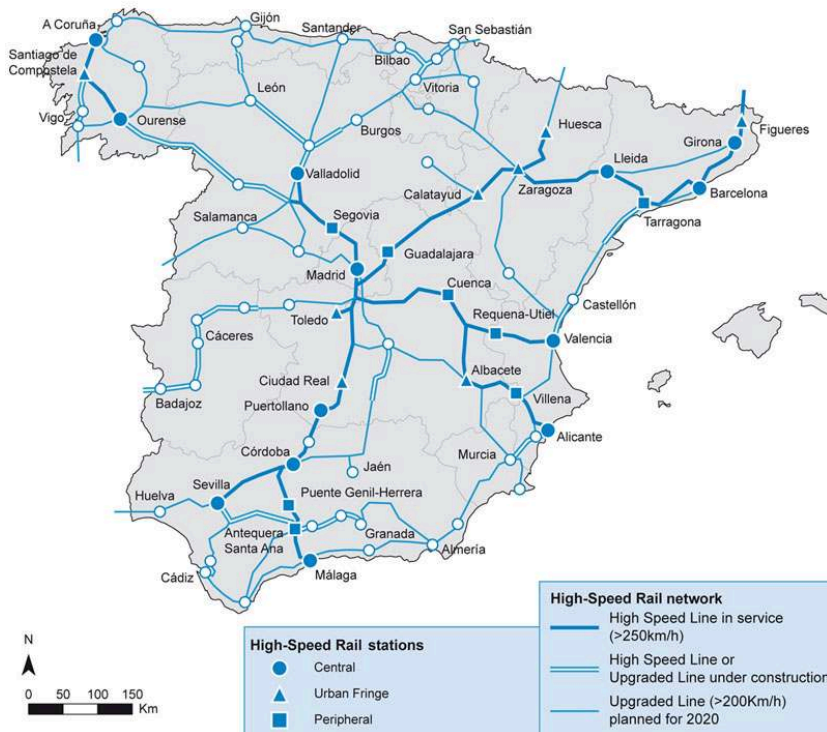 A Coruña
Gijón
Santander
San Sebastián
Santiago de
Compostela
Bilbao
León
Vitoria
Vigo
Ourense
Burgos
Huesca
Girona
Figueres
Lleida
Valladolid
Calatayud
Zaragoza
Barcelona
Salamanca
Segovia
Tarragona
Guadalajara
Madrid
Cuenca
Castellón
Toledo
Requena-Utiel
Cáceres
Valencia
Ciudad Real
Albacete
Badajoz
Villena
Puertollano
Alicante
Córdoba
Murcia
Jaén
Sevilla
Huelva
Puente Genil-Herrera
Antequera
Santa Ana
Granada
Almería
Cádiz
Málaga
N
0 50 100 150
Km
High-Speed Rail stations
Central
Urban Fringe
Peripheral
High-Speed Rail network
High Speed Line in service
(>250km/h)
High Speed Line or
Upgraded Line under construction
Upgraded Line (>200Km/h)
planned for 2020